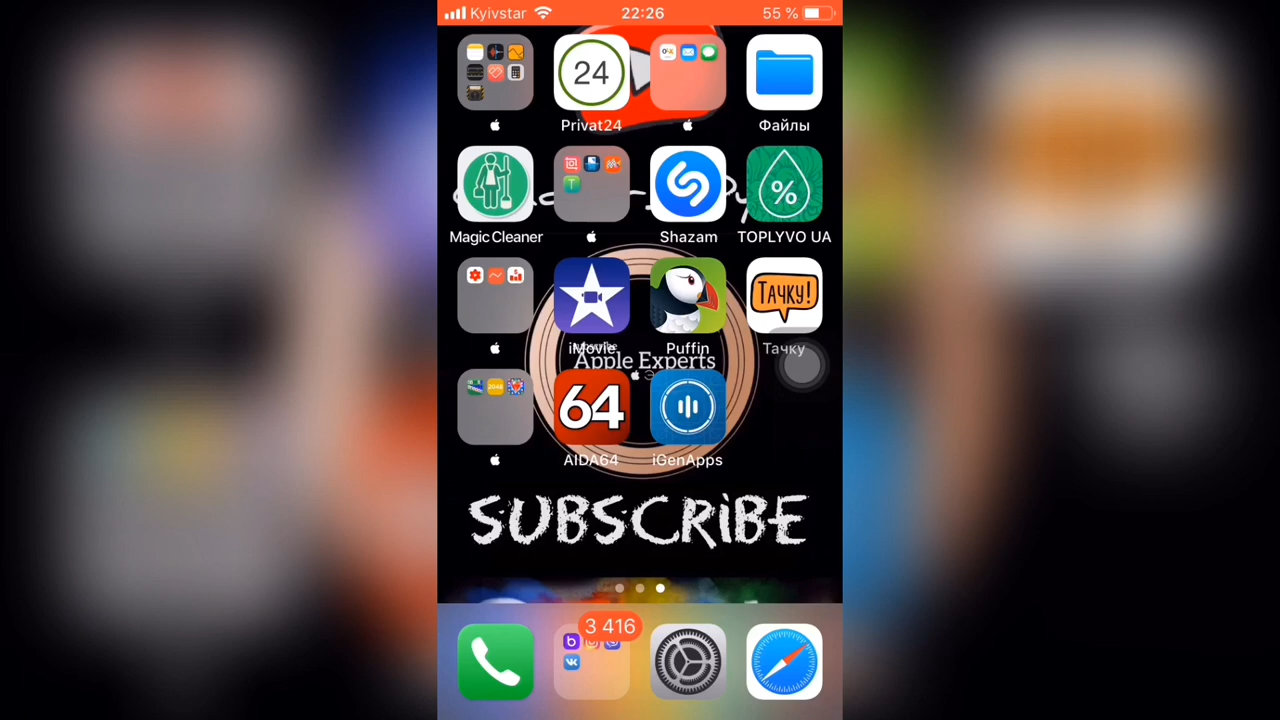 Kyivstar 22:26 55 %
24
Privat24 Файлы
%
Magic Cleaner Shazam TOPLYVO UA
ТАЧКУ!
iMovie Puffin Тачку
Apple Experts
64
AIDA64 iGenApps
SUBSCRIBE
3 416